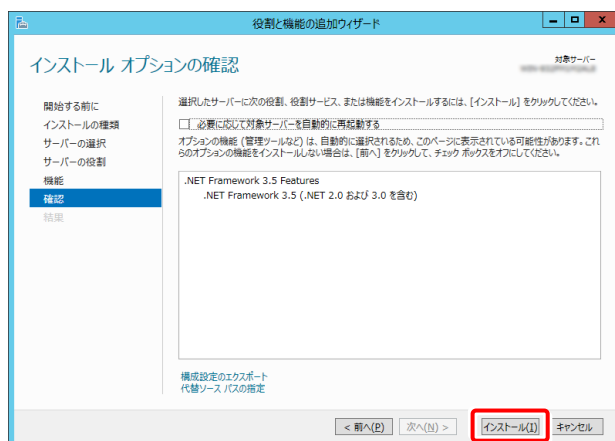 役割と機能の追加ウィザード
インストール オプションの確認
対象サーバー
開始する前に
インストールの種類
サーバーの選択
サーバーの役割
機能
確認
結果
選択したサーバーに次の役割、役割サービス、または機能をインストールするには、[インストール] をクリックしてください。
必要に応じて対象サーバーを自動的に再起動する
オプションの機能 (管理ツールなど) は、自動的に選択されるため、このページに表示されている可能性があります。これ
らのオプションの機能をインストールしない場合は、[前へ] をクリックして、チェック ボックスをオフにしてください。
.NET Framework 3.5 Features
.NET Framework 3.5 (.NET 2.0 および 3.0 を含む)
構成設定のエクスポート
代替ソース パスの指定
< 前へ(P) 次へ(N) > インストール(I) キャンセル